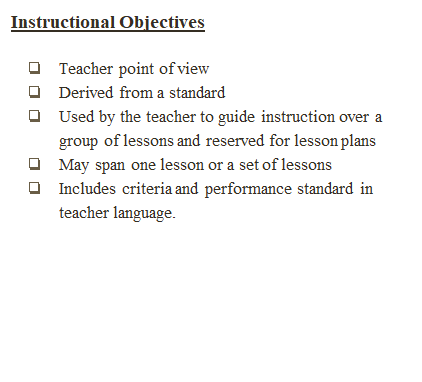 Instructional Objectives
❏ Teacher point of view
❏ Derived from a standard
❏ Used by the teacher to guide instruction over a
group of lessons and reserved for lesson plans
❏ May span one lesson or a set of lessons
❏ Includes criteria and performance standard in
teacher language.